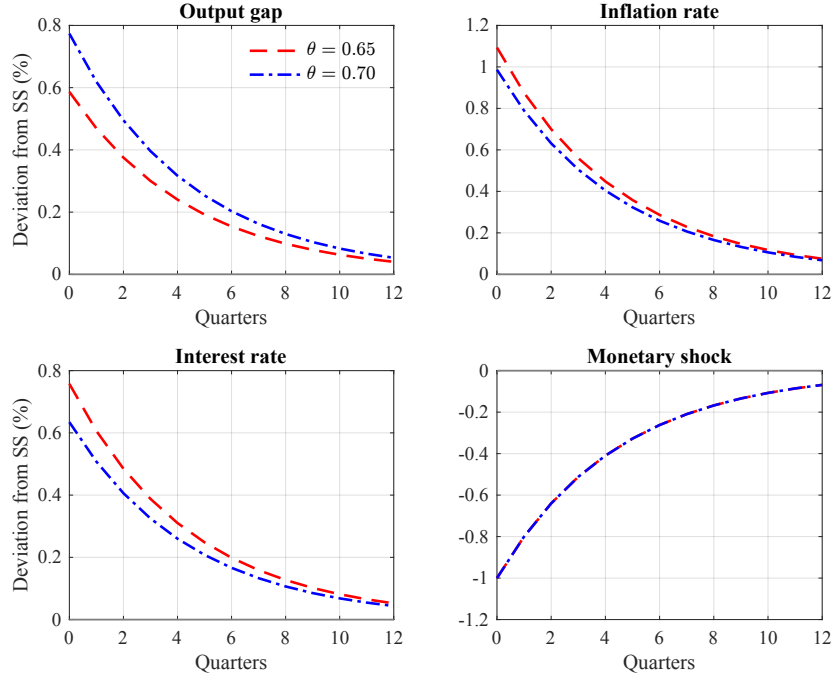 Output gap
0.8
0.6
0.4
0.2
0
Deviation from SS (%)
θ = 0.65
θ = 0.70
0 2 4 6 8 10 12
Quarters
Inflation rate
1.2
1
0.8
0.6
0.4
0.2
0
0 2 4 6 8 10 12
Quarters
Interest rate
0.8
0.6
0.4
0.2
0
Deviation from SS (%)
0 2 4 6 8 10 12
Quarters
Monetary shock
0
-0.2
-0.4
-0.6
-0.8
-1
-1.2
0 2 4 6 8 10 12
Quarters